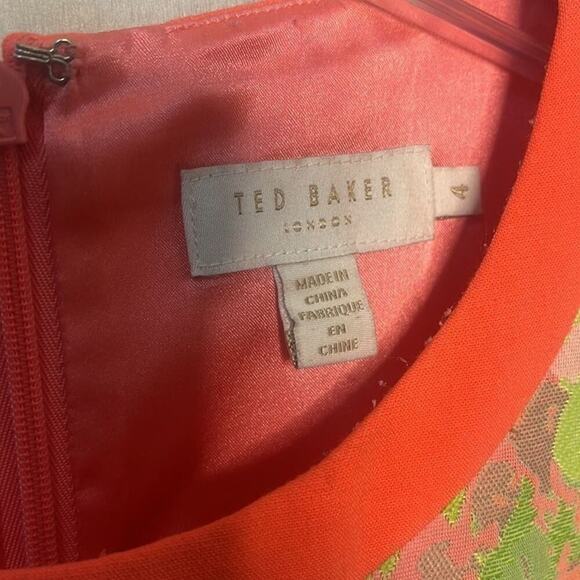 TED BAKER
LONDON
4
MADE IN
CHINA
FABRIQUE
EN
CHINE